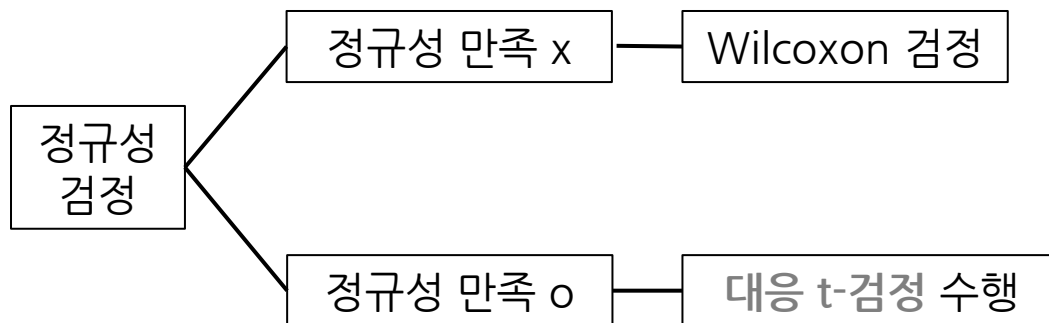 정규성 만족 x
Wilcoxon 검정
정규성
검정
정규성 만족 o
대응 t-검정 수행